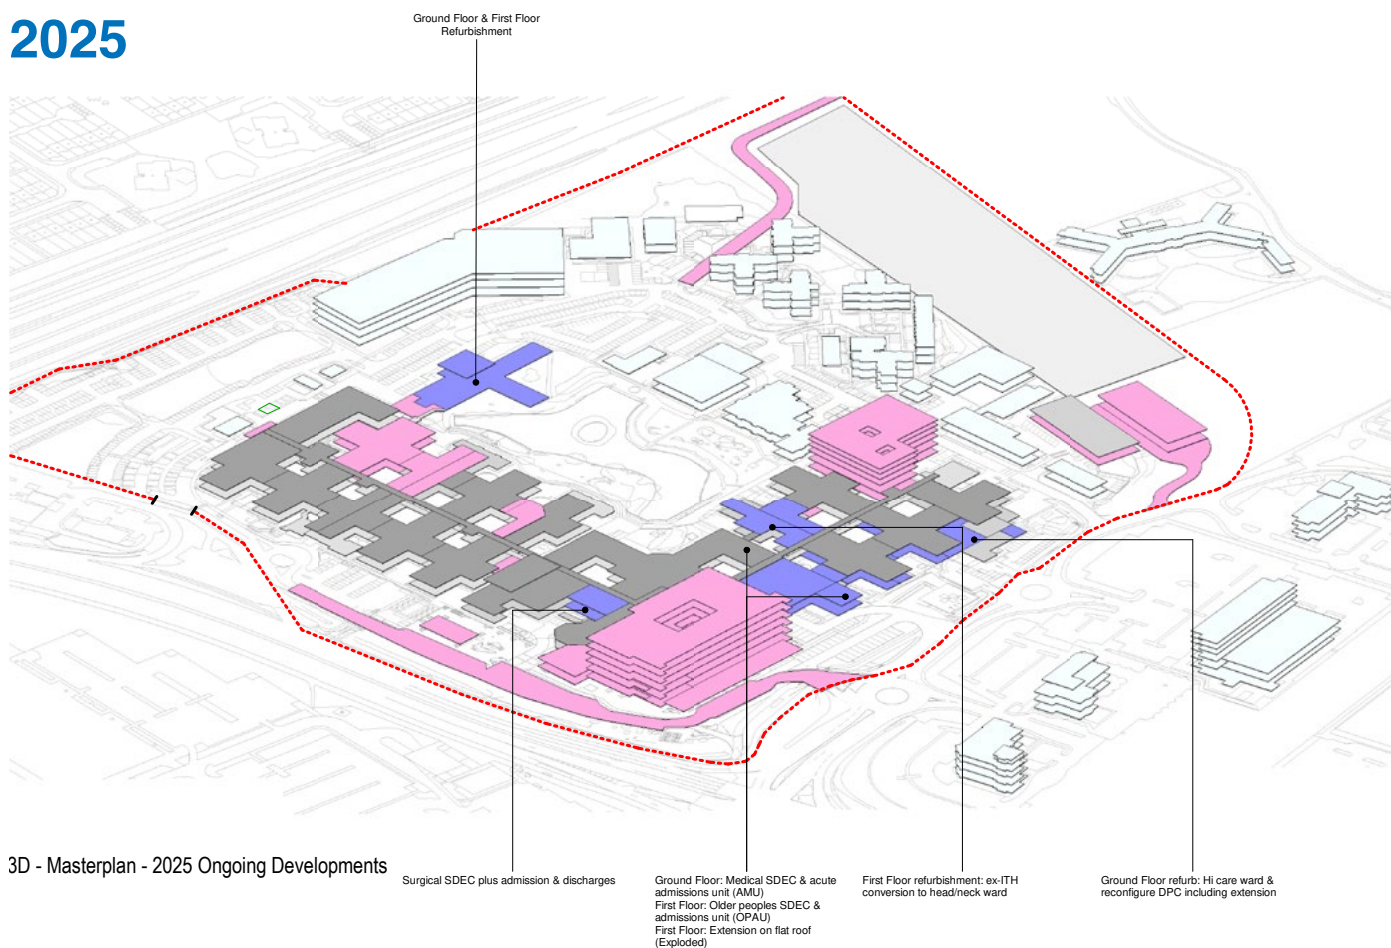 2025
Ground Floor & First Floor
Refurbishment
3D - Masterplan - 2025 Ongoing Developments
Surgical SDEC plus admission & discharges
Ground Floor: Medical SDEC & acute
admissions unit (AMU)
First Floor: Older peoples SDEC &
admissions unit (OPAU)
First Floor: Extension on flat roof
(Exploded)
First Floor refurbishment: ex-ITH
conversion to head/neck ward
Ground Floor refurb: Hi care ward &
reconfigure DPC including extension